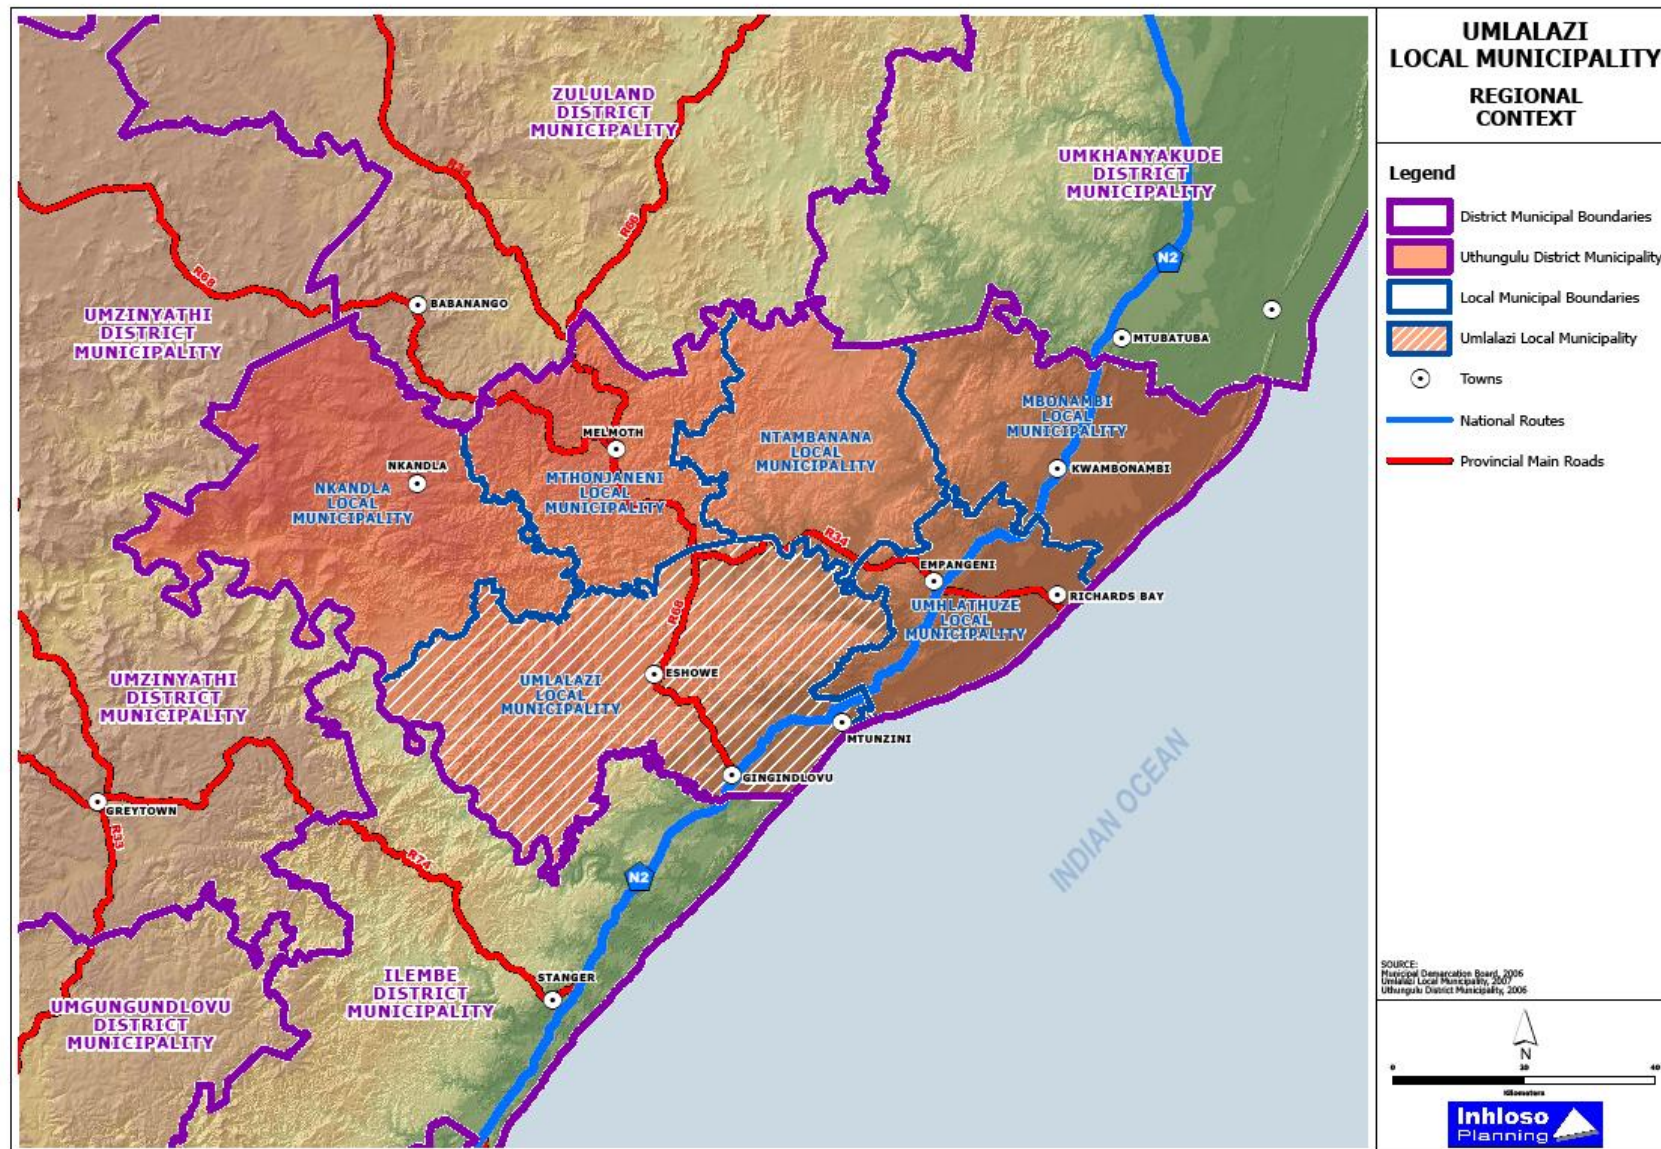 UMLALAZI
LOCAL MUNICIPALITY
REGIONAL
CONTEXT
Legend
District Municipal Boundaries
Uthungulu District Municipality
Local Municipal Boundaries
Umlalazi Local Municipality
Towns
National Routes
Provincial Main Roads
ZULULAND
DISTRICT
MUNICIPALITY
UMKHANYAKUDE
DISTRICT
MUNICIPALITY
R34
R66
N2
R68
BABANANGO
UMZINYATHI
DISTRICT
MUNICIPALITY
MTUBATUBA
MBONAMBI
LOCAL
MUNICIPALITY
MELMOTH
NTAMBANANA
LOCAL
MUNICIPALITY
NKANDLA
KWAMBONAMBI
NKANDLA
LOCAL
MUNICIPALITY
MTHONJANENI
LOCAL
MUNICIPALITY
R34
EMPANGENI
RICHARDS BAY
UMHLATHUZE
LOCAL
MUNICIPALITY
R68
ESHOWE
UMLALAZI
LOCAL
MUNICIPALITY
UMZINYATHI
DISTRICT
MUNICIPALITY
MTUNZINI
GINGINDLOVU
INDIAN OCEAN
GREYTOWN
R33
R74
N2
STANGER
ILEMBE
DISTRICT
MUNICIPALITY
UMGUNGUNDLOVU
DISTRICT
MUNICIPALITY
SOURCE:
Municipal Demarcation Board, 2006
Umlalazi Local Municipality, 2007
Uthungulu District Municipality, 2006
N
0 20 40
Kilometers
Inhloso
Planning